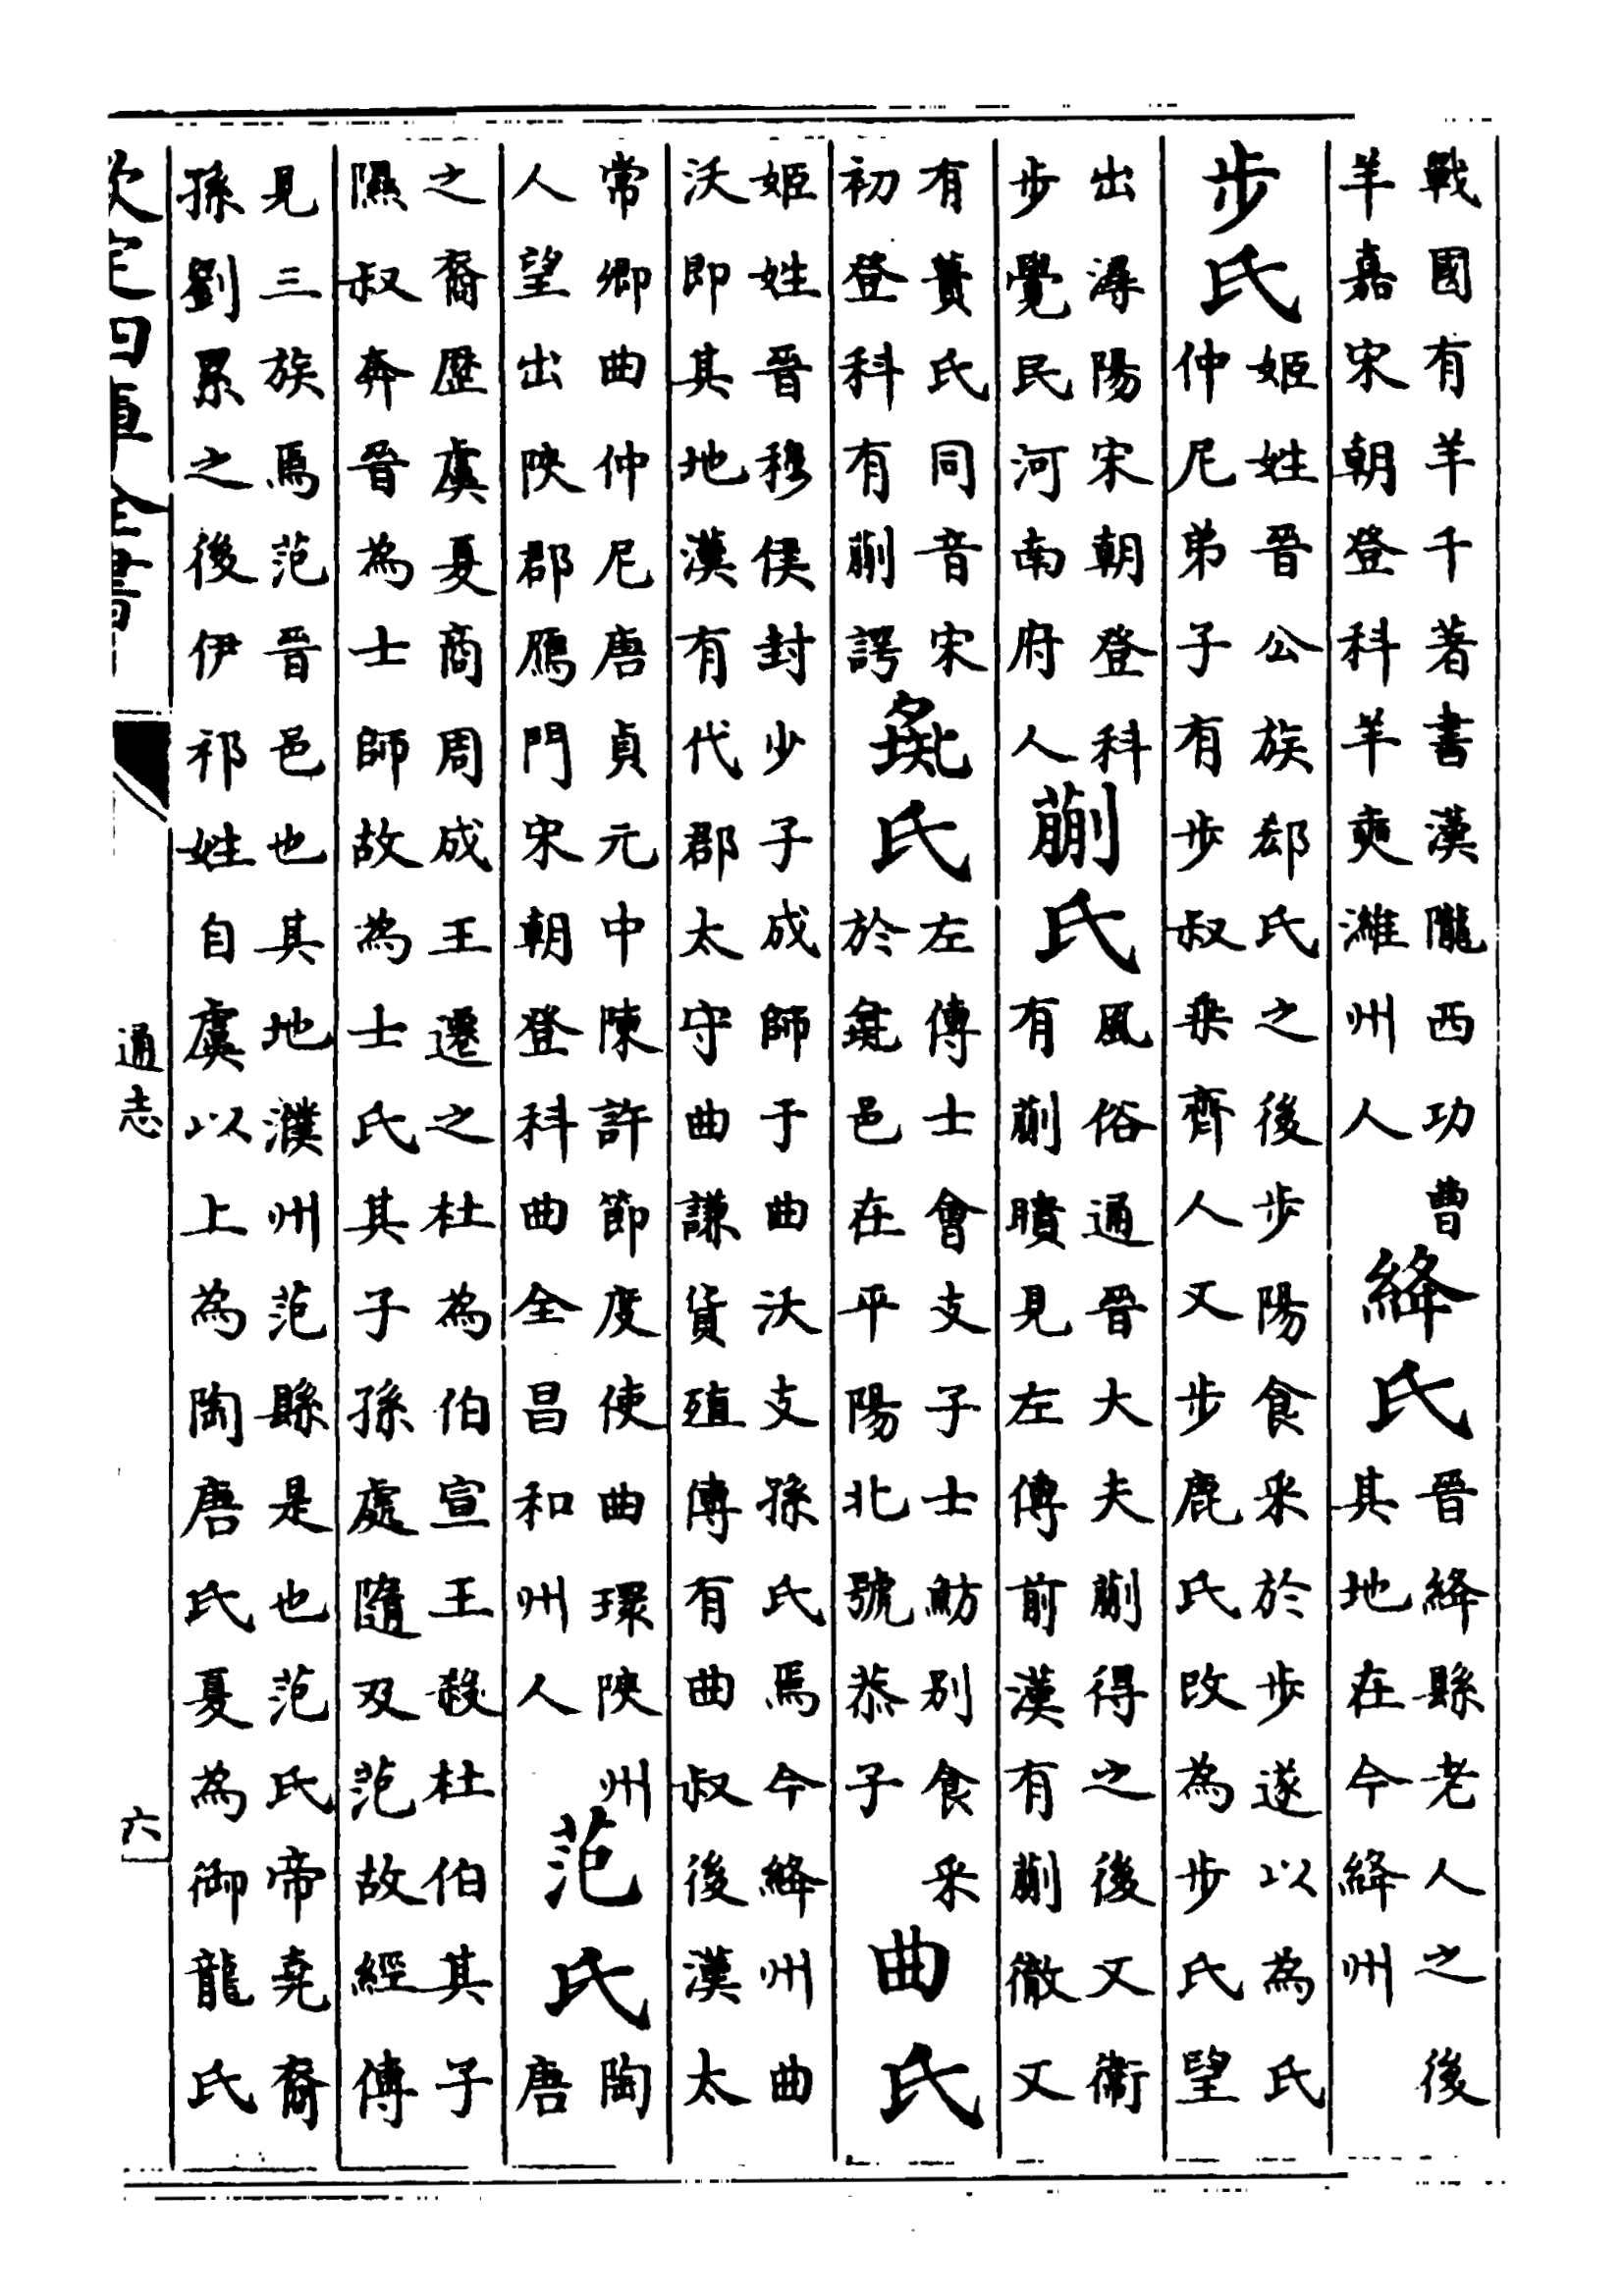 戰國有羊千著書漢隴西功曹
羊嘉宋朝登科羊奭濰州人
絳氏
晉絳縣老人之後
其地在今絳州
步氏
姬姓晉公族郄氏之後步陽食采於步遂以為氏
仲尼弟子有步叔乗齊人又步鹿氏改為步氏望
出潯陽宋朝登科
步覺民河南府人
蒯氏
風俗通晉大夫蒯得之後又衛
有蒯聵見左傳前漢有蒯徹又
有蕢氏同音宋
初登科有蒯諤
彘氏
左傳士會支子士魴别食采
於彘邑在平陽北號恭子
曲氏
姬姓晉穆侯封少子成師于曲沃支孫氏焉今絳州曲
沃即其地漢有代郡太守曲謙貨殖傳有曲叔後漢太
常卿曲仲尼唐貞元中陳許節度使曲環陜州
人望出陜郡鴈門宋朝登科曲全昌和州人
范氏
陶
唐
之裔歴虞夏商周成王遷之杜為伯宣王殺杜伯其子
隰叔奔晉為士師故為士氏其子孫處隨及范故經傳
見三族焉范晉邑也其地濮州范縣是也范氏帝堯裔
孫劉累之後伊祁姓自虞以上為陶唐氏夏為御龍氏
欽定四庫全書
通志
六